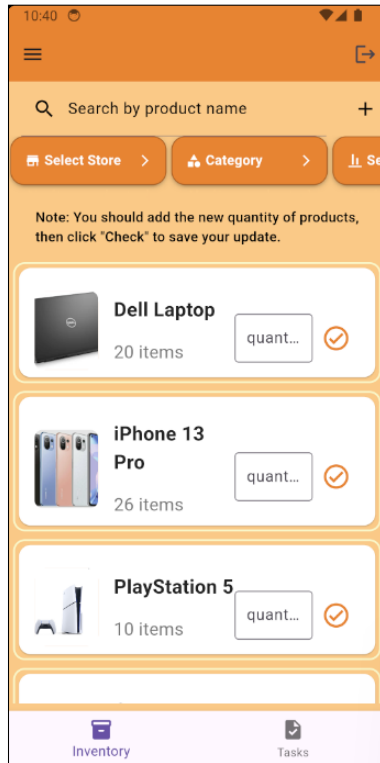 10:40
Search by product name
Select Store
Category
Se
Note: You should add the new quantity of products,
then click "Check" to save your update.
Dell Laptop
20 items
quant...
iPhone 13
Pro
26 items
quant...
PlayStation 5
10 items
quant...
Inventory
Tasks